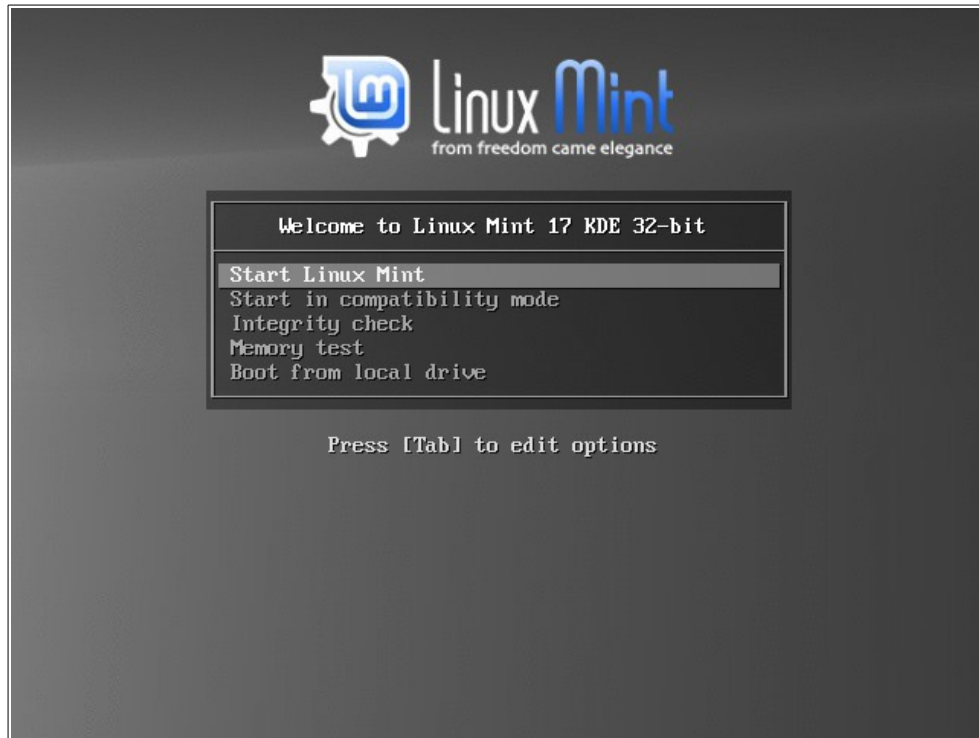 lm
Linux Mint
from freedom came elegance
Welcome to Linux Mint 17 KDE 32-bit
Start Linux Mint
Start in compatibility mode
Integrity check
Memory test
Boot from local drive
Press [Tab] to edit options